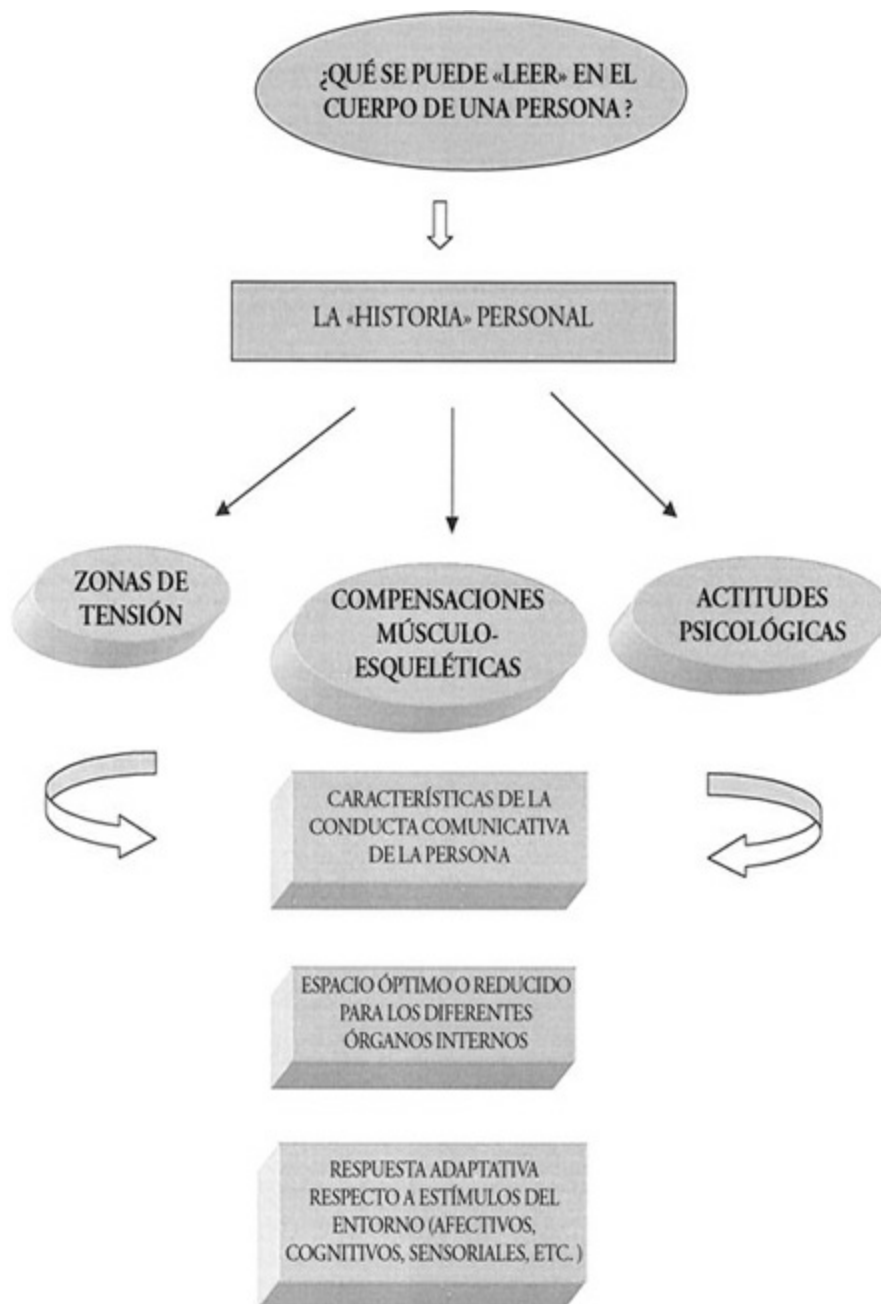 ¿QUÉ SE PUEDE «LEER» EN EL
CUERPO DE UNA PERSONA ?
LA «HISTORIA» PERSONAL
ZONAS DE
TENSIÓN
COMPENSACIONES
MÚSCULO-
ESQUELÉTICAS
ACTITUDES
PSICOLÓGICAS
CARACTERÍSTICAS DE LA
CONDUCTA COMUNICATIVA
DE LA PERSONA
ESPACIO ÓPTIMO O REDUCIDO
PARA LOS DIFERENTES
ÓRGANOS INTERNOS
RESPUESTA ADAPTATIVA
RESPECTO A ESTÍMULOS DEL
ENTORNO (AFECTIVOS,
COGNITIVOS, SENSORIALES, ETC. )